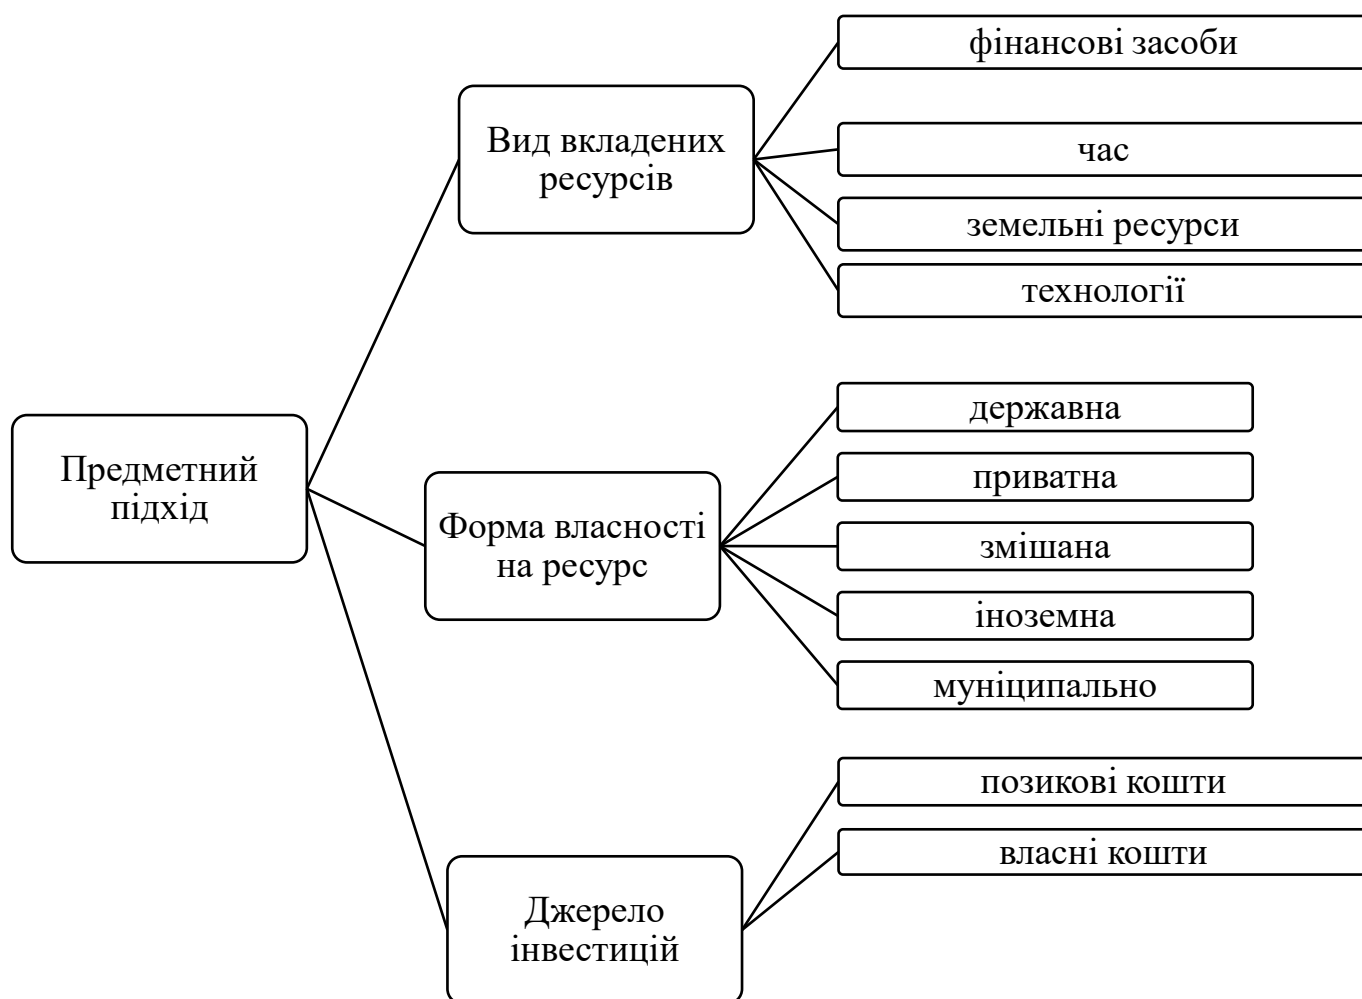 фінансові засоби
Вид вкладених
ресурсів
час
земельні ресурси
технології
державна
Предметний
підхід
приватна
Форма власності
на ресурс
змішана
іноземна
муніципально
позикові кошти
власні кошти
Джерело
інвестицій